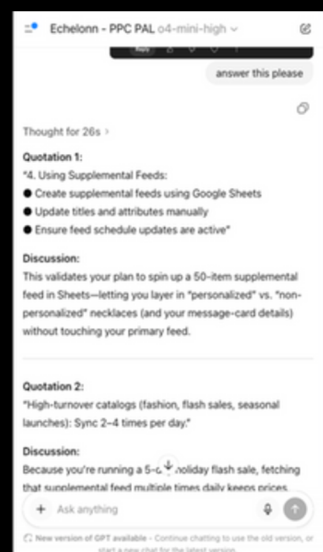 Echelonn - PPC PAL o4-mini-high
Reply
answer this please
Thought for 26s >
Quotation 1:
"4. Using Supplemental Feeds:
● Create supplemental feeds using Google Sheets
● Update titles and attributes manually
● Ensure feed schedule updates are active"
Discussion:
This validates your plan to spin up a 50-item supplemental
feed in Sheets—letting you layer in "personalized" vs. "non-
personalized" necklaces (and your message-card details)
without touching your primary feed.
Quotation 2:
"High-turnover catalogs (fashion, flash sales, seasonal
launches): Sync 2–4 times per day."
Discussion:
Because you're running a holiday flash sale, fetching
that supplemental feed multiple times daily keeps prices,
Ask anything
New version of GPT available - Continue chatting to use the old version, or
start a new chat for the latest version.